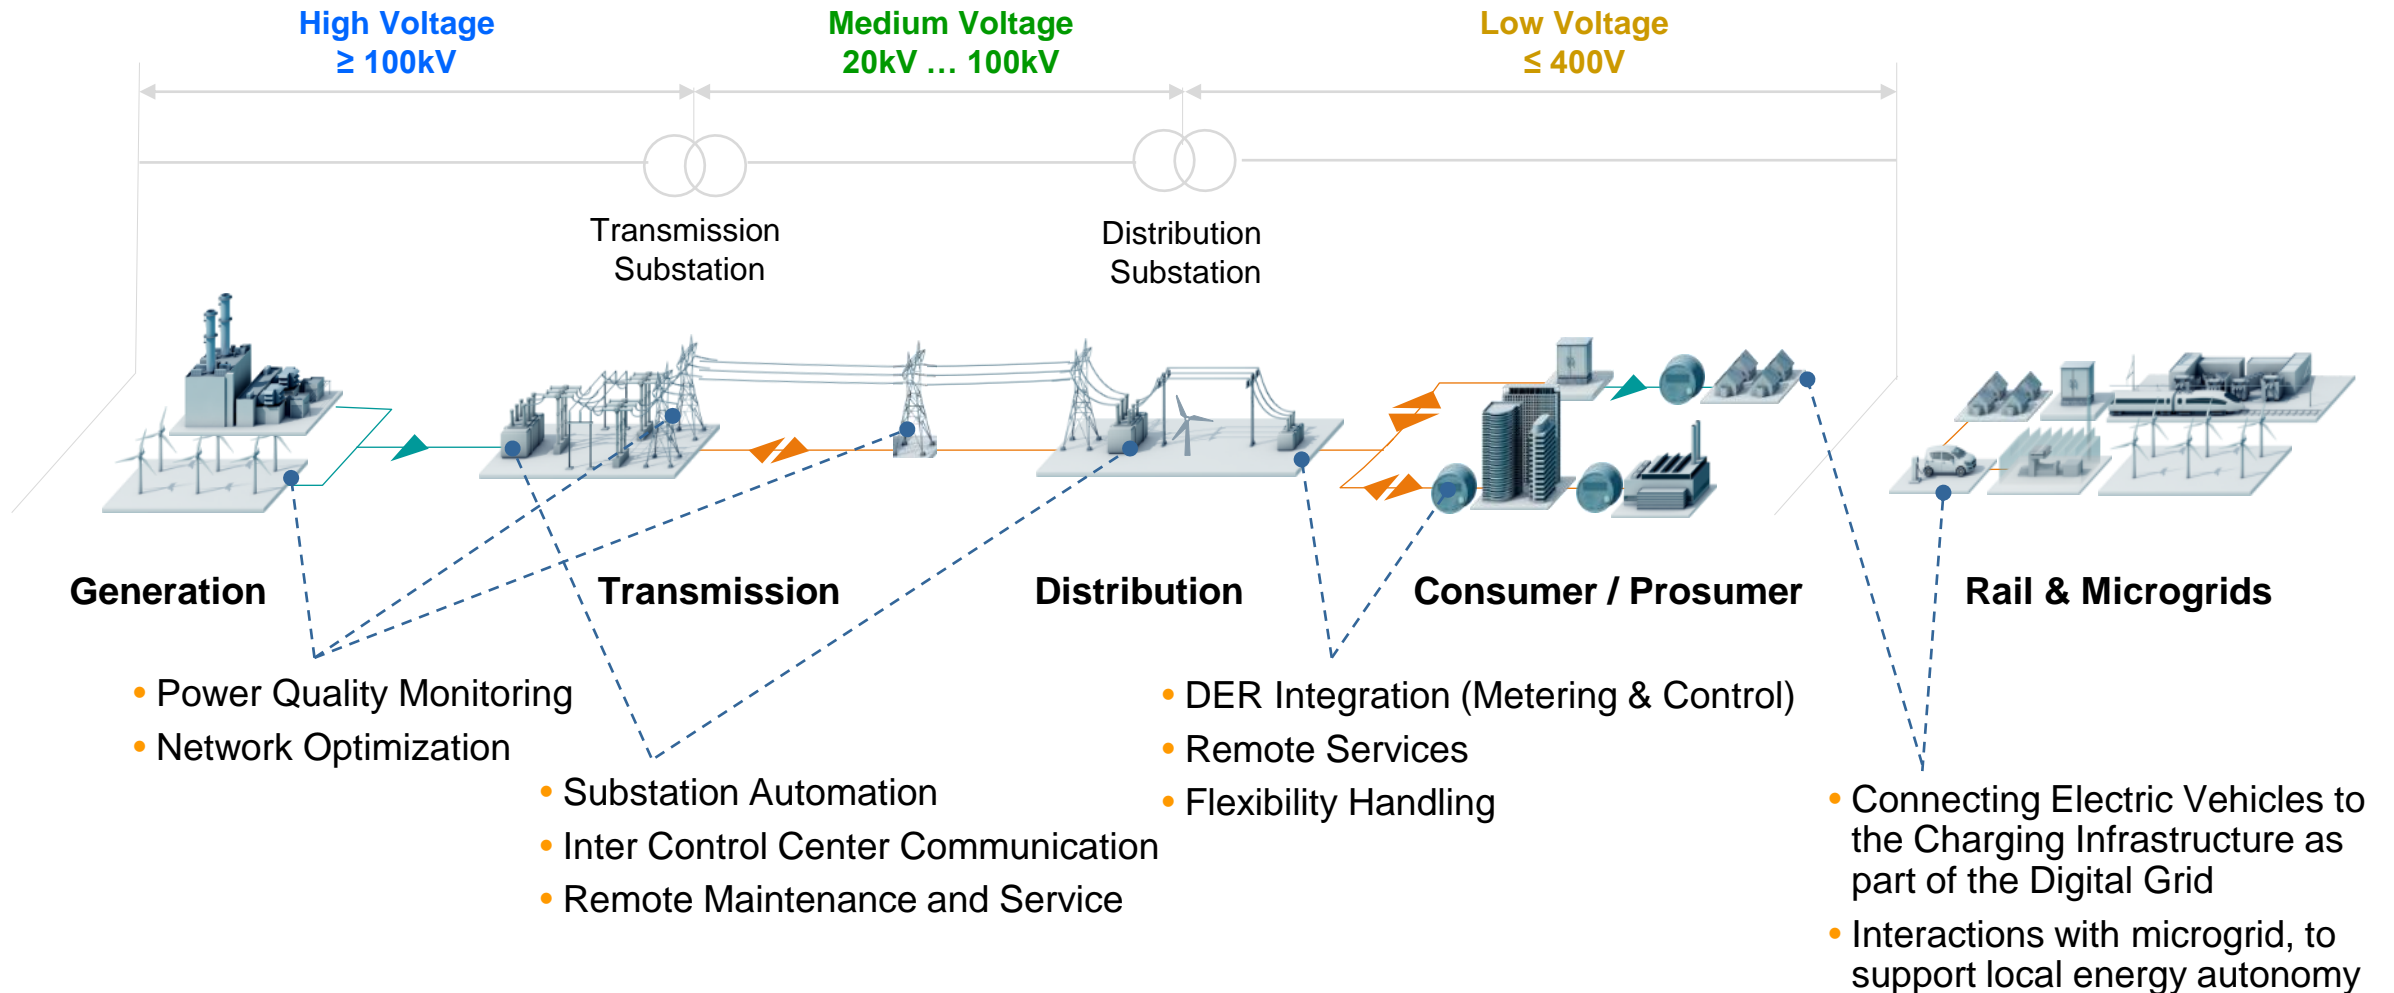 High Voltage
≥ 100kV
Medium Voltage
20kV … 100kV
Low Voltage
≤ 400V
Transmission
Substation
Distribution
Substation
Generation
Transmission
Distribution
Consumer / Prosumer
Rail & Microgrids
• Power Quality Monitoring
• Network Optimization
• Substation Automation
• Inter Control Center Communication
• Remote Maintenance and Service
• DER Integration (Metering & Control)
• Remote Services
• Flexibility Handling
• Connecting Electric Vehicles to
the Charging Infrastructure as
part of the Digital Grid
• Interactions with microgrid, to
support local energy autonomy